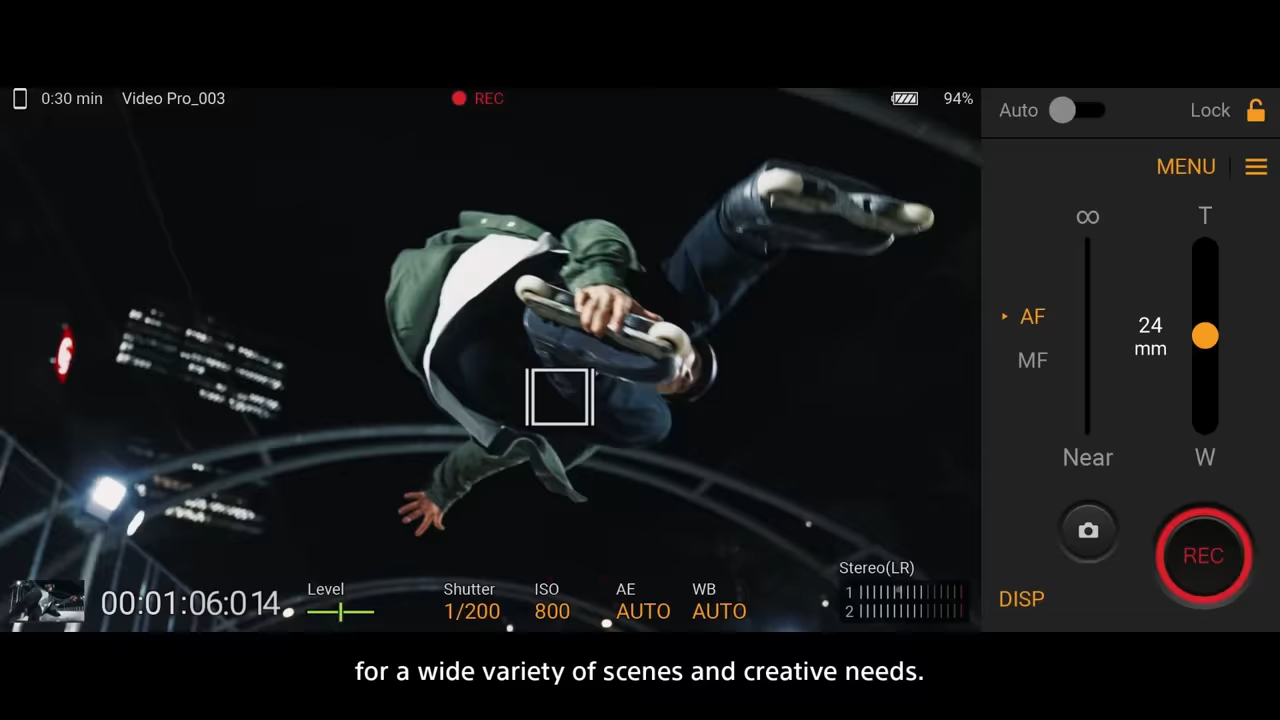 0:30 min Video Pro_003 REC 94%
Auto Lock
MENU
∞ T
AF
24
mm
MF
Near W
REC
DISP
Stereo(LR)
1
2
Level Shutter ISO AE WB
00:01:06:014 1/200 800 AUTO AUTO
for a wide variety of scenes and creative needs.